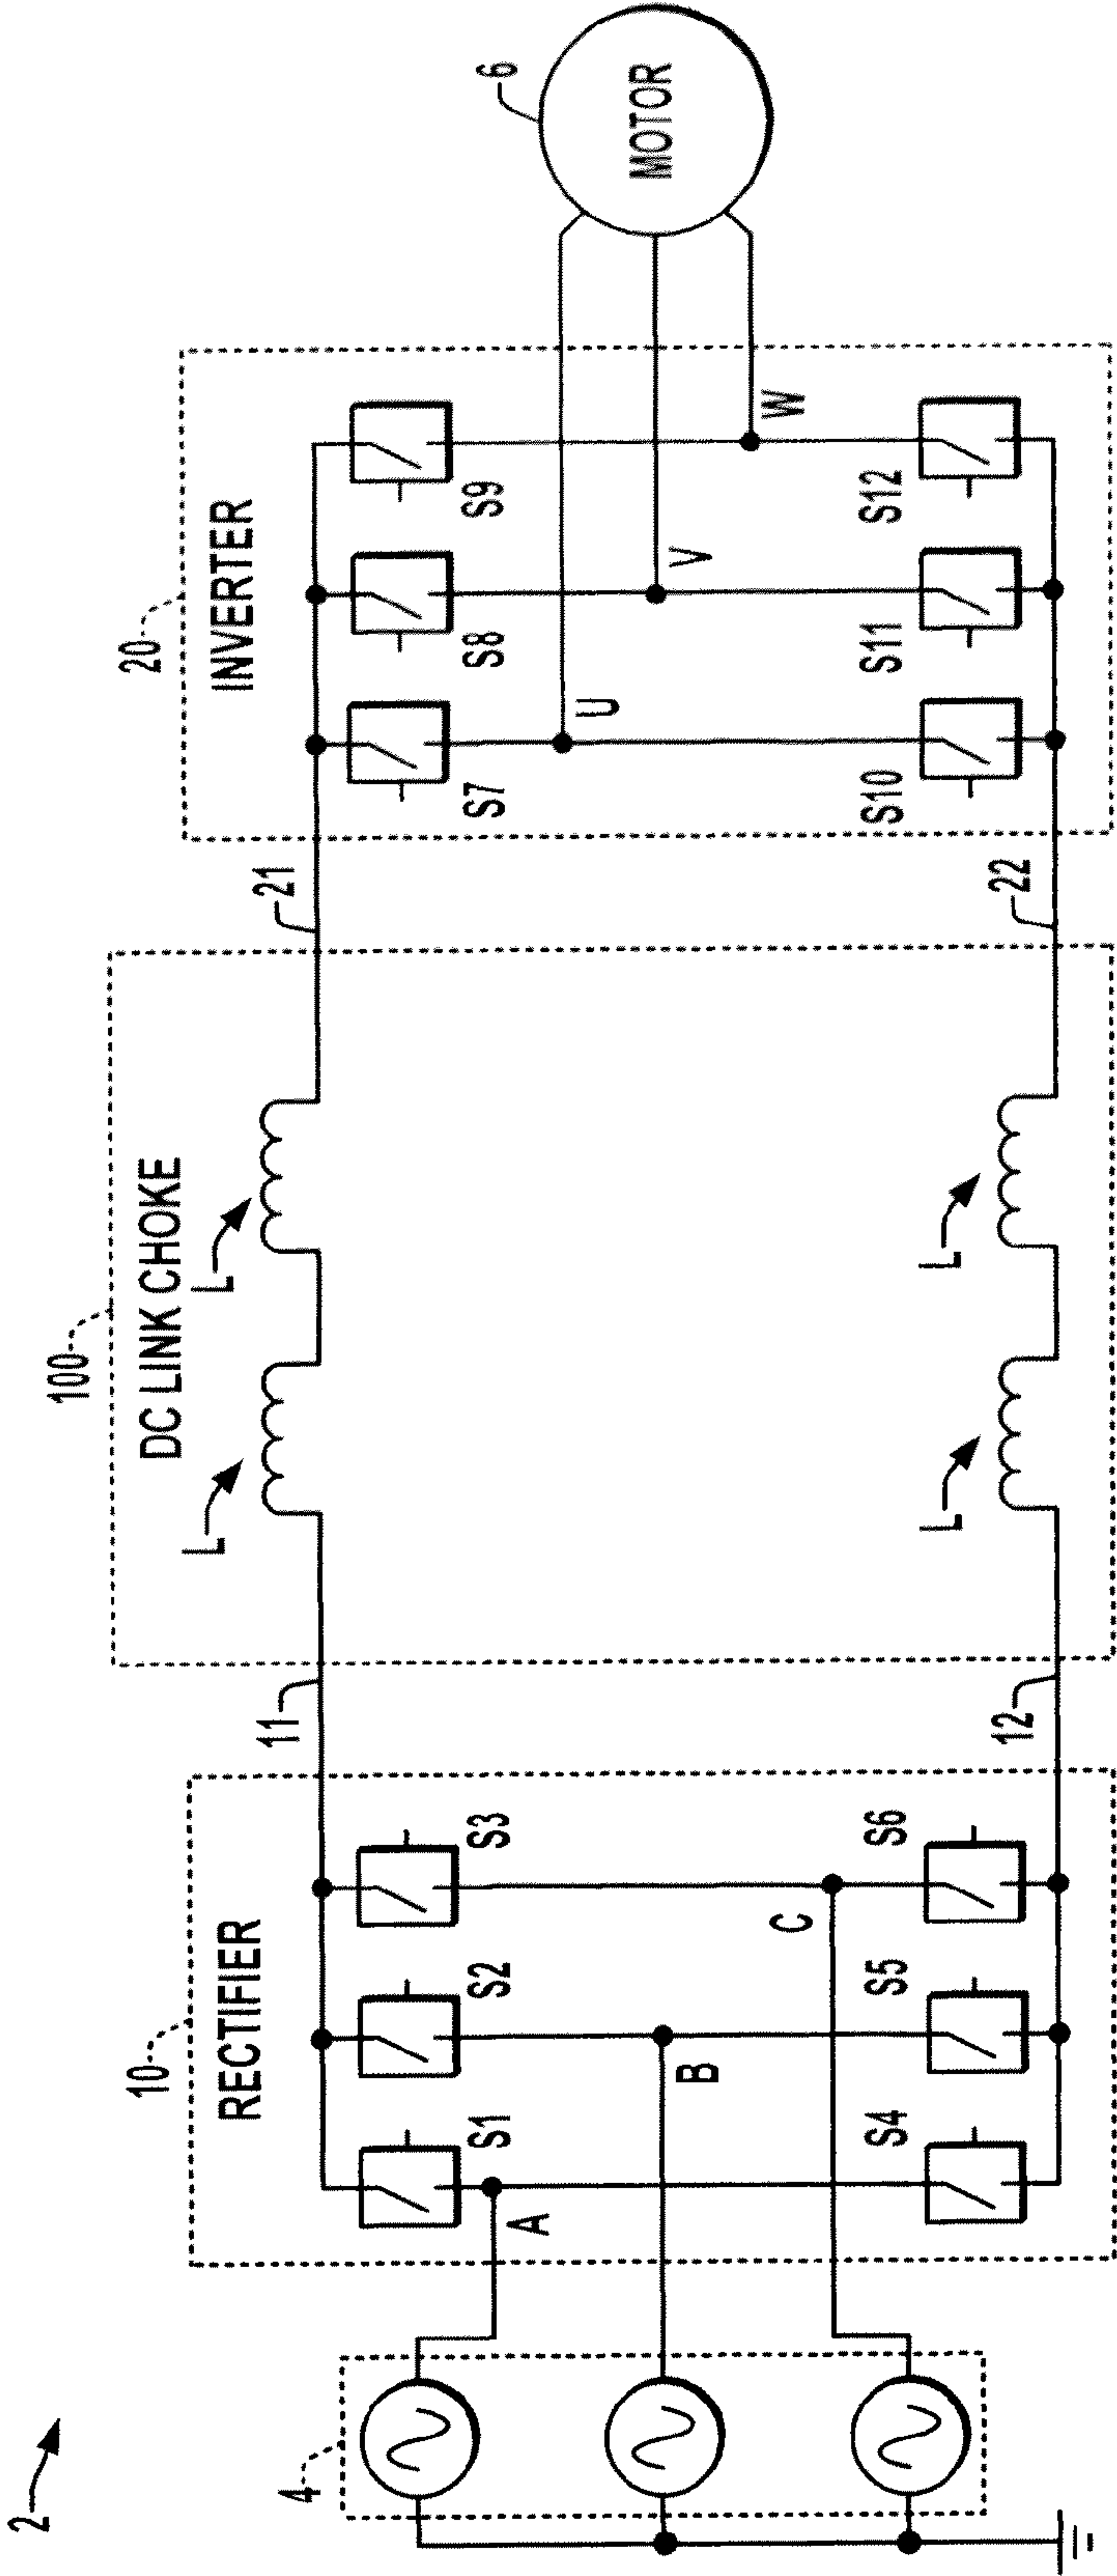 2
4
10
RECTIFIER
S1
S2
S3
A
B
C
S4
S5
S6
11
12
100
DC LINK CHOKE
L
L
L
L
21
22
20
INVERTER
S7
S8
S9
U
V
W
S10
S11
S12
6
MOTOR